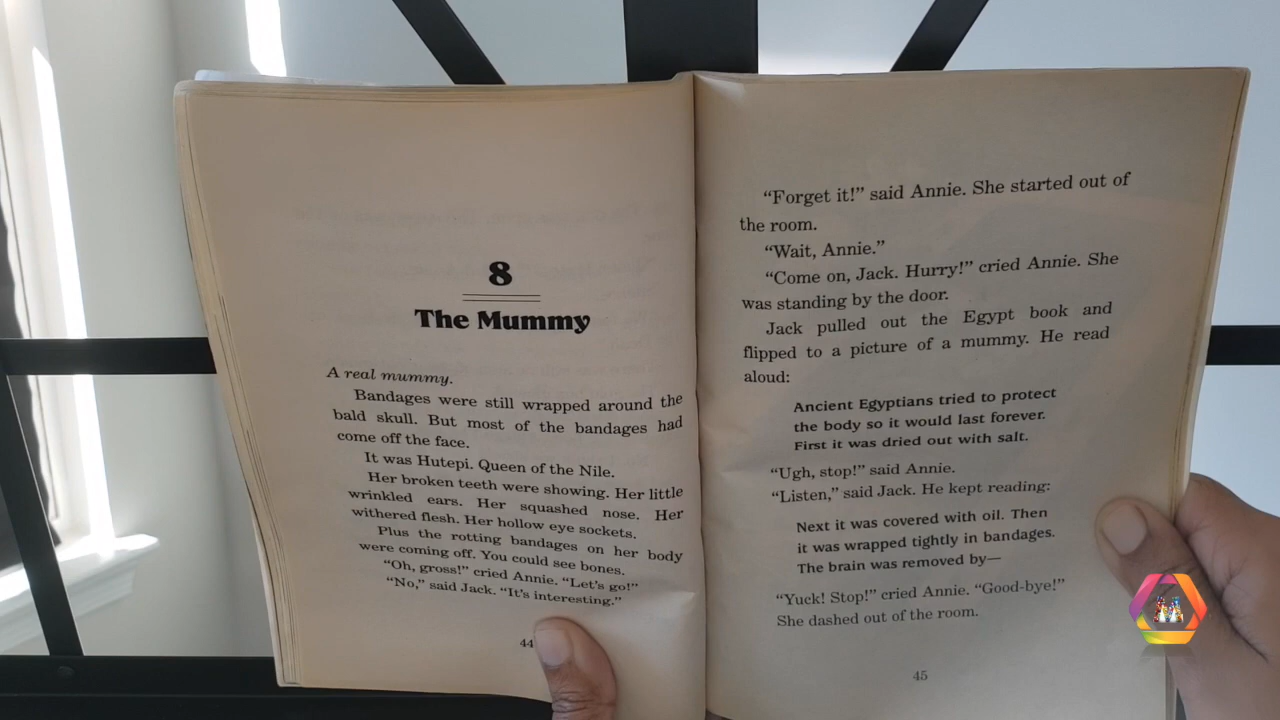 8
The Mummy
A real mummy.
Bandages were still wrapped around the
bald skull. But most of the bandages had
come off the face.
It was Hutepi. Queen of the Nile.
Her broken teeth were showing. Her little
wrinkled ears. Her squashed nose. Her
withered flesh. Her hollow eye sockets.
Plus the rotting bandages on her body
were coming off. You could see bones.
“Oh, gross!” cried Annie. “Let’s go!”
“No,” said Jack. “It’s interesting.”
44
“Forget it!” said Annie. She started out of
the room.
“Wait, Annie.”
“Come on, Jack. Hurry!” cried Annie. She
was standing by the door.
Jack pulled out the Egypt book and
flipped to a picture of a mummy. He read
aloud:
Ancient Egyptians tried to protect
the body so it would last forever.
First it was dried out with salt.
“Ugh, stop!” said Annie.
“Listen,” said Jack. He kept reading:
Next it was covered with oil. Then
it was wrapped tightly in bandages.
The brain was removed by—
“Yuck! Stop!” cried Annie. “Good-bye!”
She dashed out of the room.
45